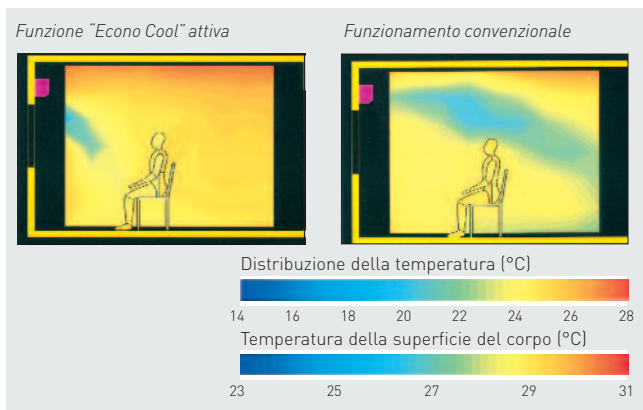 Funzione “Econo Cool” attiva
Funzionamento convenzionale
Distribuzione della temperatura (°C)
14 16 18 20 22 24 26 28
Temperatura della superficie del corpo (°C)
23 25 27 29 31